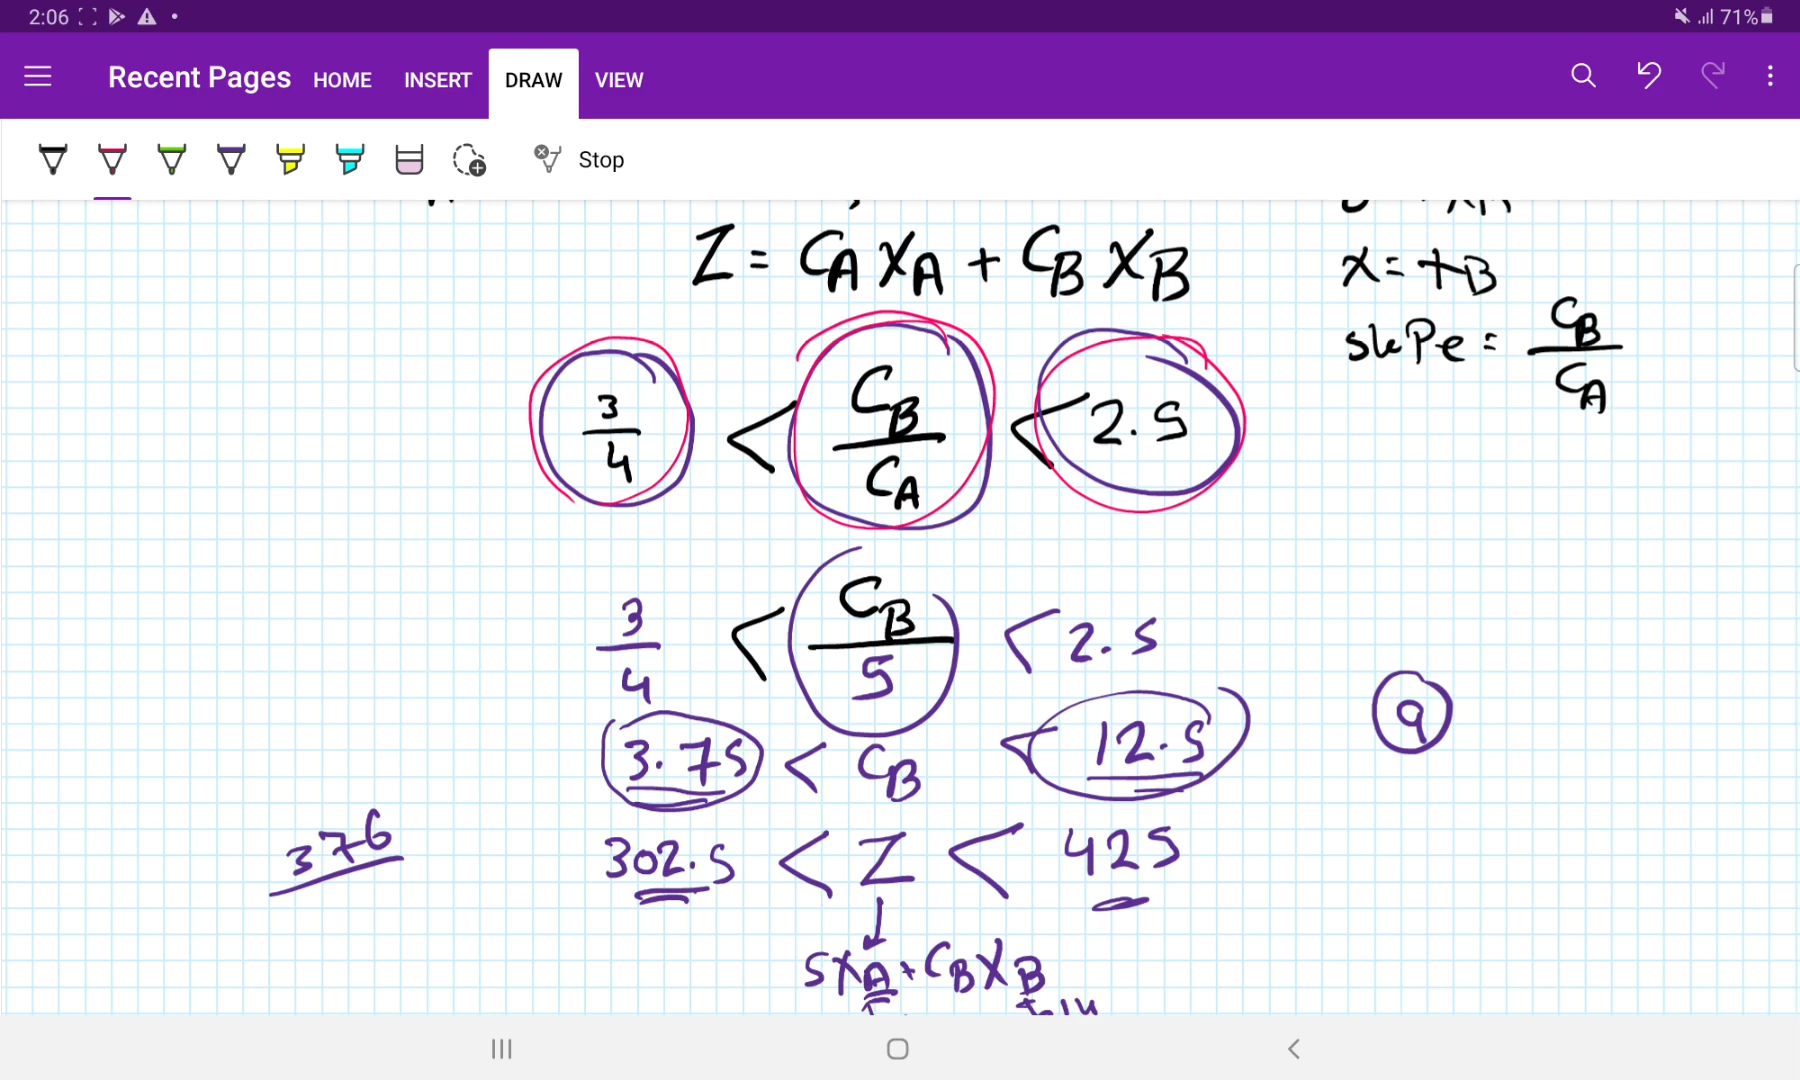 2:06 71%
Recent Pages HOME INSERT DRAW VIEW
Stop
Z = CA XA + CB XB
x = +B
slope = CB/CA
3/4 < CB/CA < 2.5
3/4 < CB/5 < 2.5
9
3.75 < CB < 12.5
376
302.5 < Z < 425
5XA + CB XB